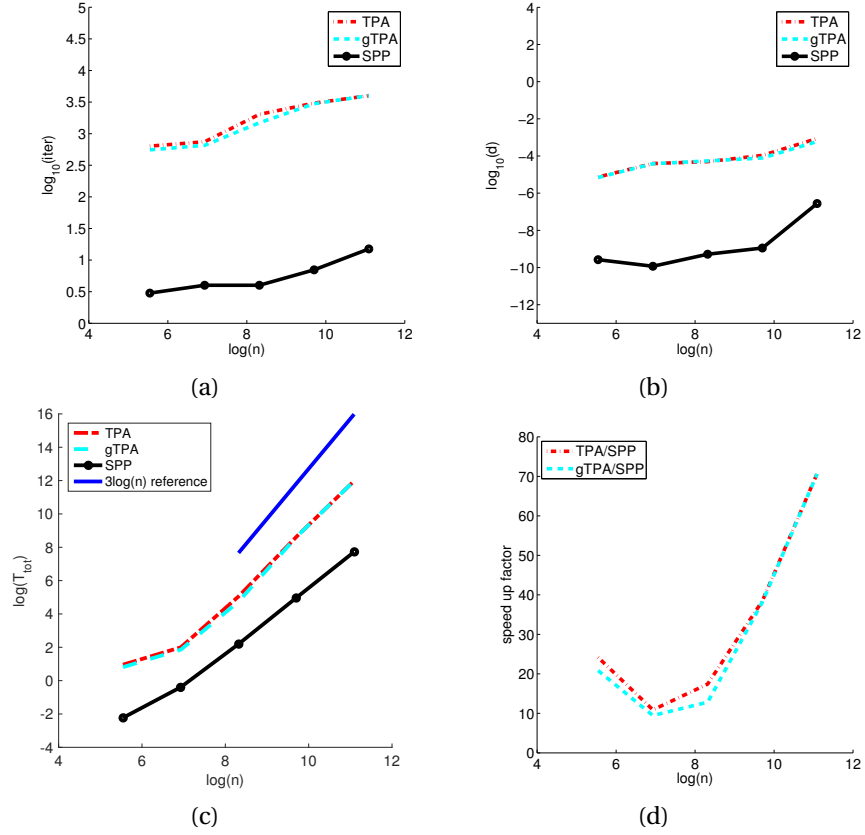 5
4.5
4
3.5
3
2.5
2
1.5
1
0.5
0
4 6 8 10 12
log10(iter)
log(n)
TPA
gTPA
SPP
(a)
4
2
0
−2
−4
−6
−8
−10
−12
4 6 8 10 12
log10(d)
log(n)
TPA
gTPA
SPP
(b)
16
14
12
10
8
6
4
2
0
-2
-4
4 6 8 10 12
log(Ttot)
log(n)
TPA
gTPA
SPP
3log(n) reference
(c)
80
70
60
50
40
30
20
10
0
4 6 8 10 12
speed up factor
log(n)
TPA/SPP
gTPA/SPP
(d)